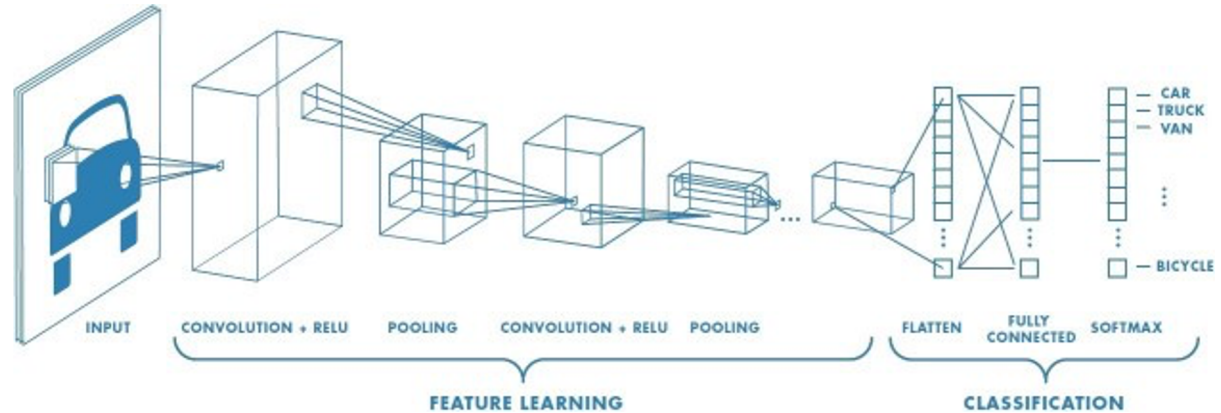 CAR
TRUCK
VAN
BICYCLE
INPUT
CONVOLUTION + RELU
POOLING
CONVOLUTION + RELU
POOLING
FLATTEN
FULLY
CONNECTED
SOFTMAX
FEATURE LEARNING
CLASSIFICATION